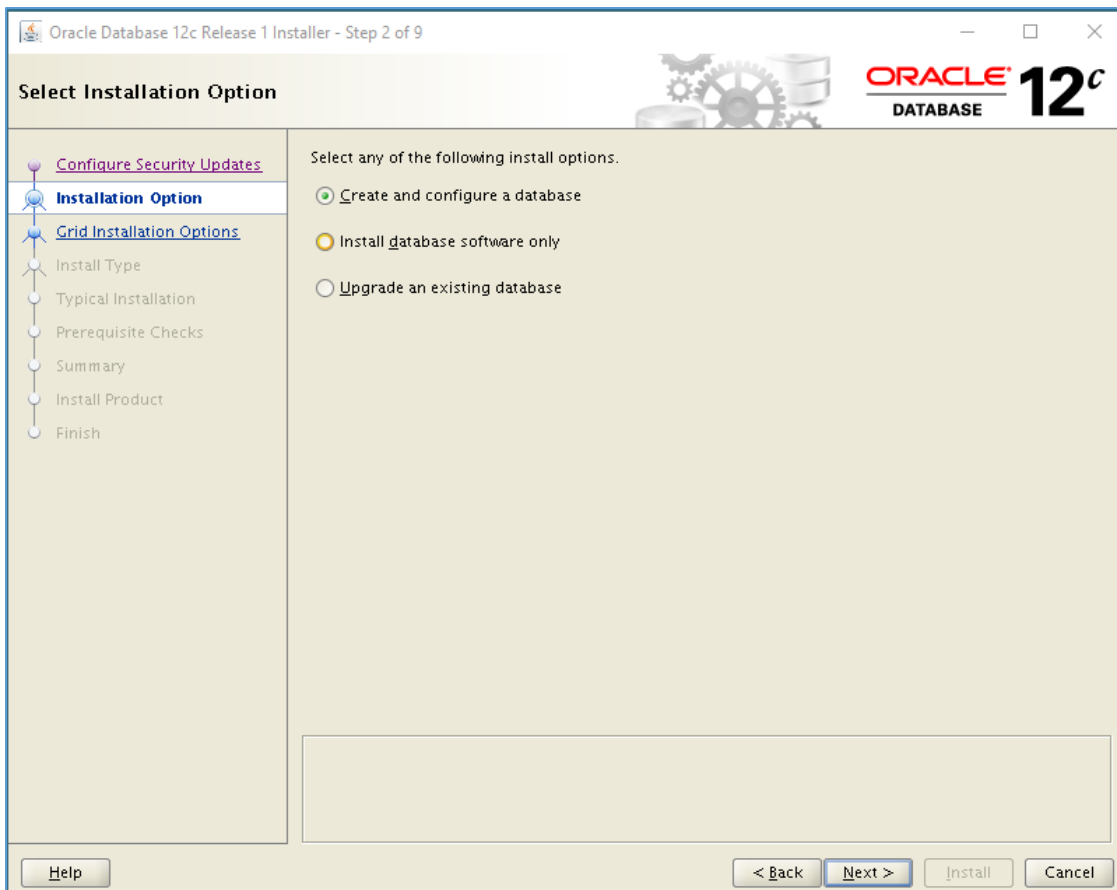 Oracle Database 12c Release 1 Installer - Step 2 of 9
Select Installation Option
ORACLE
DATABASE
12c
Configure Security Updates
Installation Option
Grid Installation Options
Install Type
Typical Installation
Prerequisite Checks
Summary
Install Product
Finish
Select any of the following install options.
Create and configure a database
Install database software only
Upgrade an existing database
Help
< Back
Next >
Install
Cancel